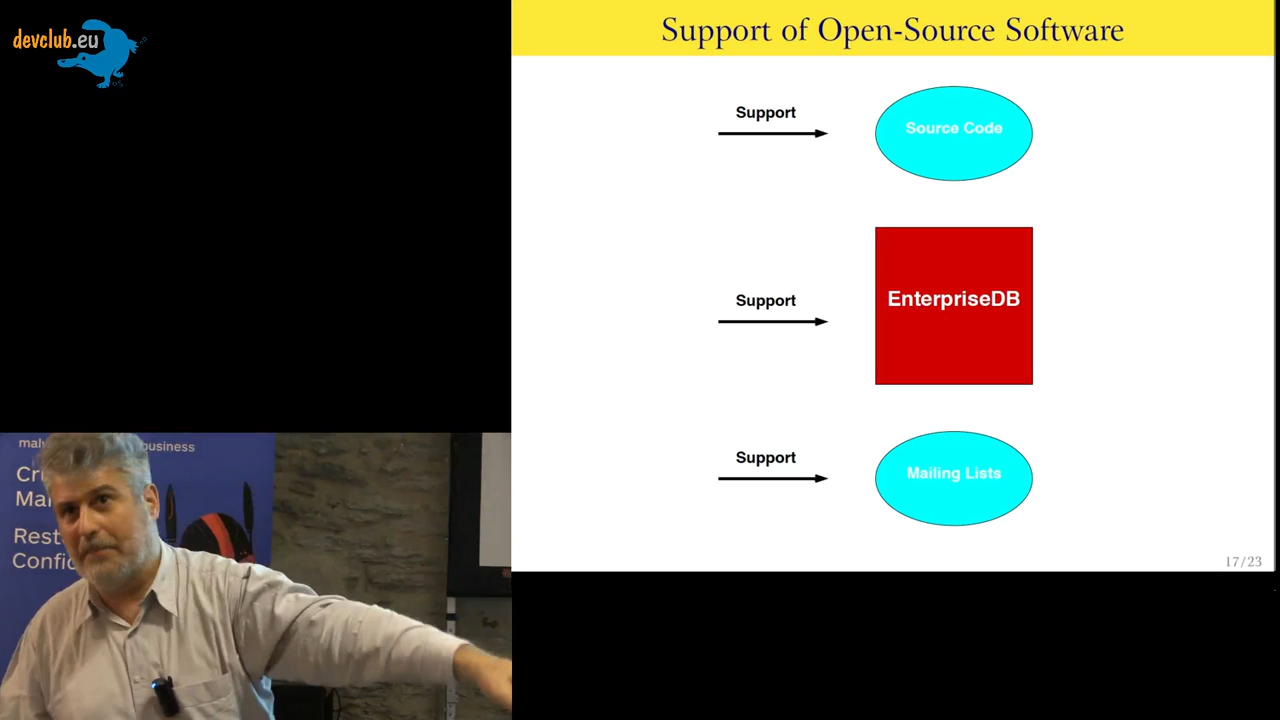 devclub.eu
Support of Open-Source Software
Support
Source Code
Support
EnterpriseDB
Support
Mailing Lists
17/23
business